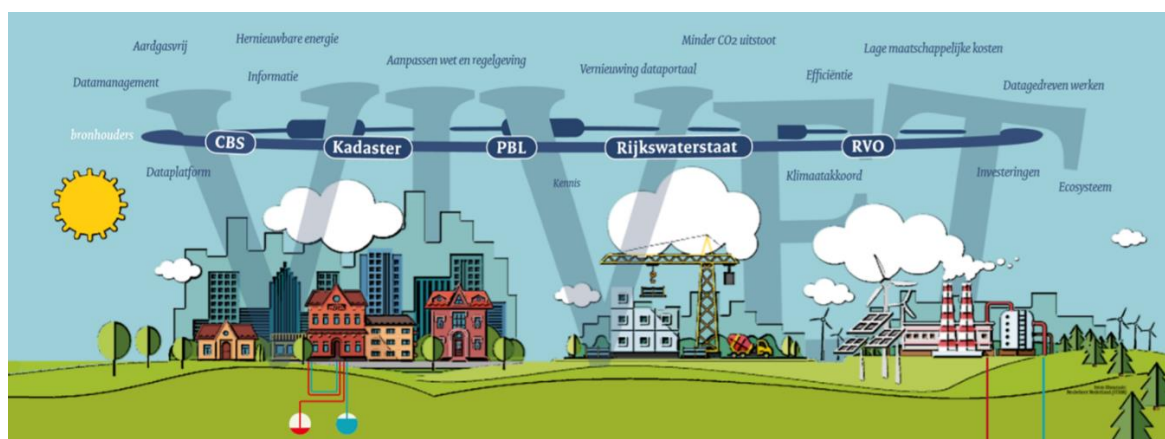 Minder CO2 uitstoot
Hernieuwbare energie
Aardgasvrij
Lage maatschappelijke kosten
Aanpassen wet en regelgeving
Vernieuwing dataportaal
Informatie
Efficiëntie
Datamanagement
Datagedreven werken
VIVET
bronhouders
CBS
Kadaster
PBL
Rijkswaterstaat
RVO
Dataplatform
Kennis
Klimaatakkoord
Investeringen
Ecosysteem